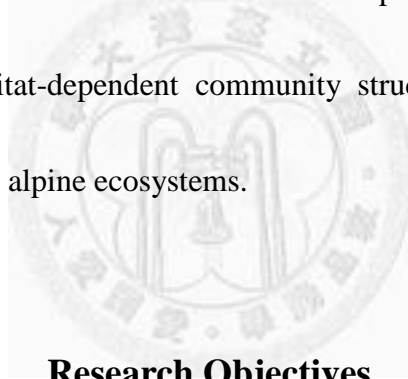 itat-dependent community struc
alpine ecosystems.
Research Objectives